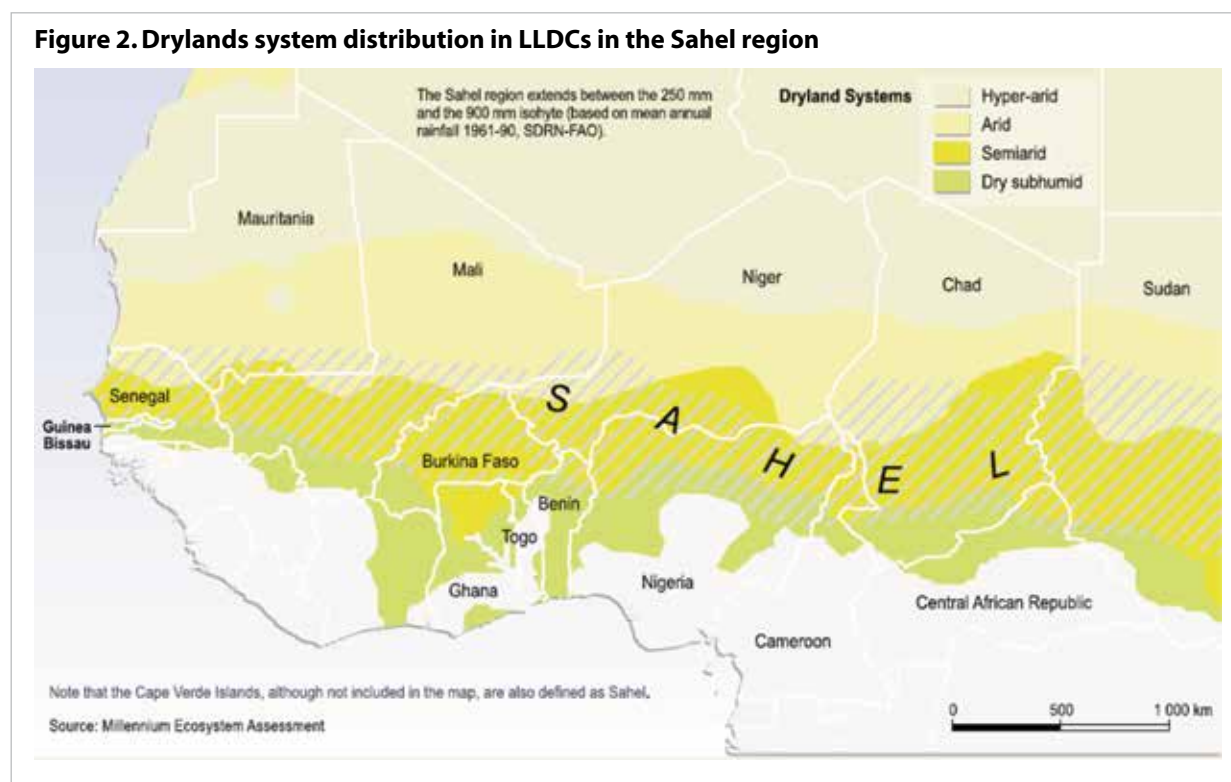 Figure 2. Drylands system distribution in LLDCs in the Sahel region
The Sahel region extends between the 250 mm
and the 900 mm isohyte (based on mean annual
rainfall 1961-90, SDRN-FAO).
Dryland Systems
Hyper-arid
Arid
Semiarid
Dry subhumid
Mauritania
Mali
Niger
Chad
Sudan
Senegal
Guinea
Bissau
S A H E L
Burkina Faso
Benin
Togo
Ghana
Nigeria
Cameroon
Central African Republic
Note that the Cape Verde Islands, although not included in the map, are also defined as Sahel.
Source: Millennium Ecosystem Assessment
0 500 1 000 km